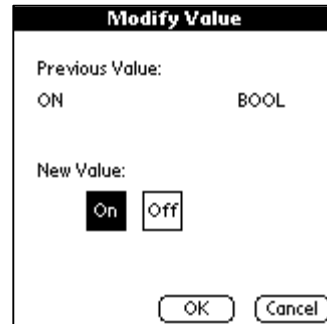 Modify Value
Previous Value:
ON BOOL
New Value:
On Off
OK Cancel